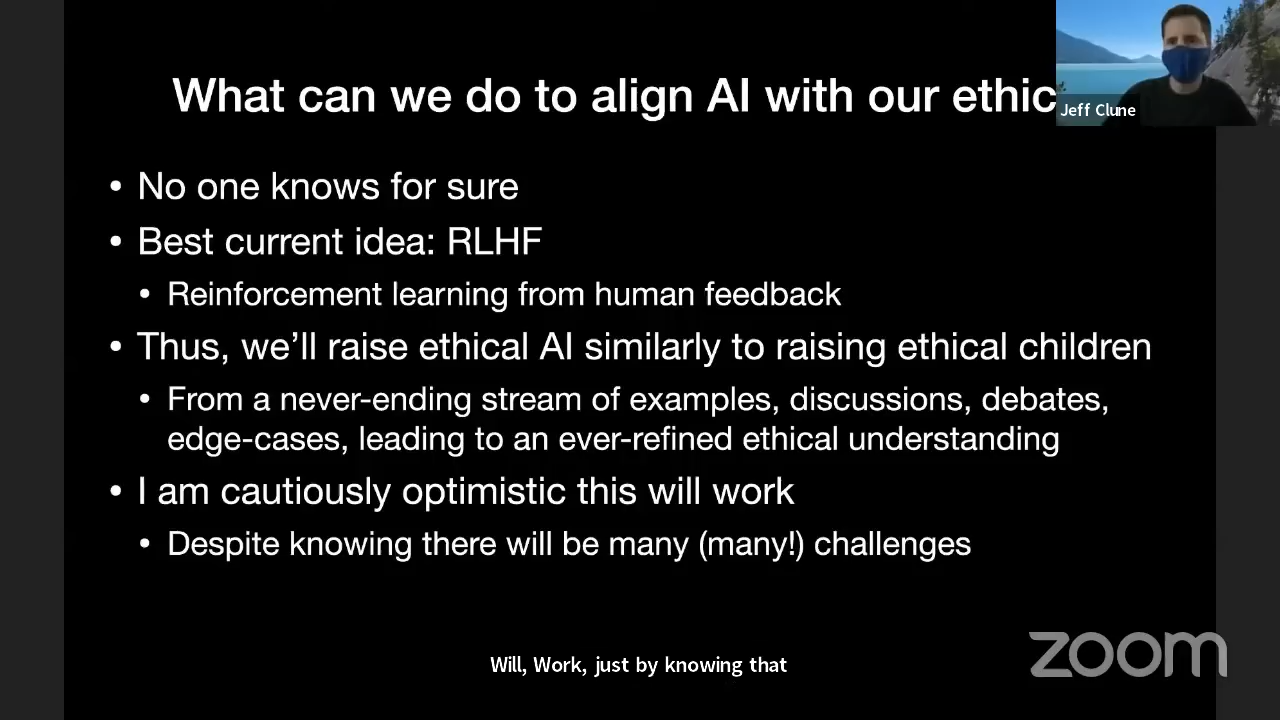 What can we do to align AI with our ethic
Jeff Clune
• No one knows for sure
• Best current idea: RLHF
• Reinforcement learning from human feedback
• Thus, we’ll raise ethical AI similarly to raising ethical children
• From a never-ending stream of examples, discussions, debates,
edge-cases, leading to an ever-refined ethical understanding
• I am cautiously optimistic this will work
• Despite knowing there will be many (many!) challenges
Will, Work, just by knowing that
zoom